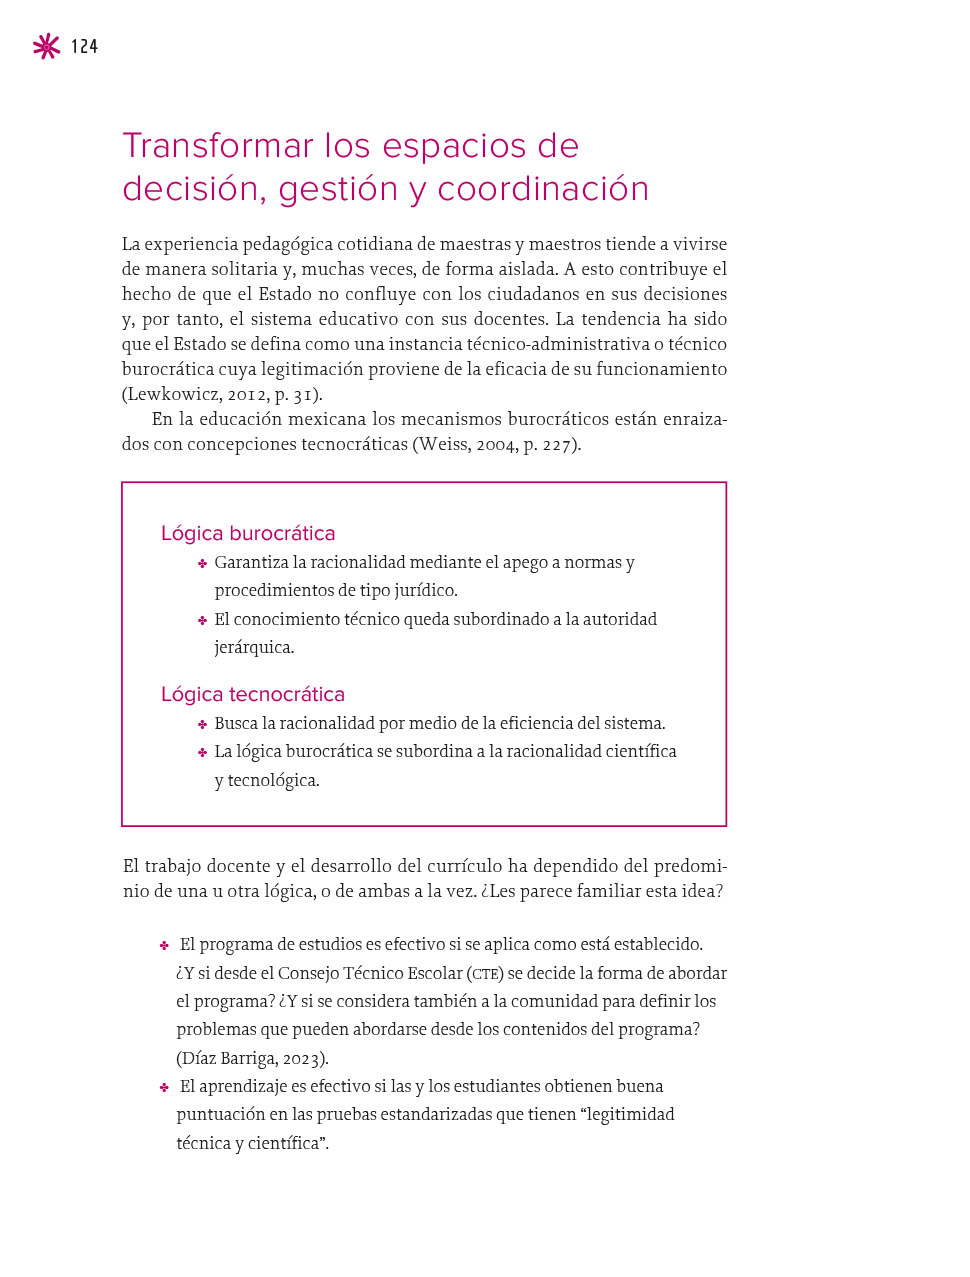 124
Transformar los espacios de
decisión, gestión y coordinación
La experiencia pedagógica cotidiana de maestras y maestros tiende a vivirse
de manera solitaria y, muchas veces, de forma aislada. A esto contribuye el
hecho de que el Estado no confluye con los ciudadanos en sus decisiones
y, por tanto, el sistema educativo con sus docentes. La tendencia ha sido
que el Estado se defina como una instancia técnico-administrativa o técnico
burocrática cuya legitimación proviene de la eficacia de su funcionamiento
(Lewkowicz, 2012, p. 31).
En la educación mexicana los mecanismos burocráticos están enraiza-
dos con concepciones tecnocráticas (Weiss, 2004, p. 227).
Lógica burocrática
✤ Garantiza la racionalidad mediante el apego a normas y
procedimientos de tipo jurídico.
✤ El conocimiento técnico queda subordinado a la autoridad
jerárquica.
Lógica tecnocrática
✤ Busca la racionalidad por medio de la eficiencia del sistema.
✤ La lógica burocrática se subordina a la racionalidad científica
y tecnológica.
El trabajo docente y el desarrollo del currículo ha dependido del predomi-
nio de una u otra lógica, o de ambas a la vez. ¿Les parece familiar esta idea?
✤ El programa de estudios es efectivo si se aplica como está establecido.
¿Y si desde el Consejo Técnico Escolar (CTE) se decide la forma de abordar
el programa? ¿Y si se considera también a la comunidad para definir los
problemas que pueden abordarse desde los contenidos del programa?
(Díaz Barriga, 2023).
✤ El aprendizaje es efectivo si las y los estudiantes obtienen buena
puntuación en las pruebas estandarizadas que tienen “legitimidad
técnica y científica”.